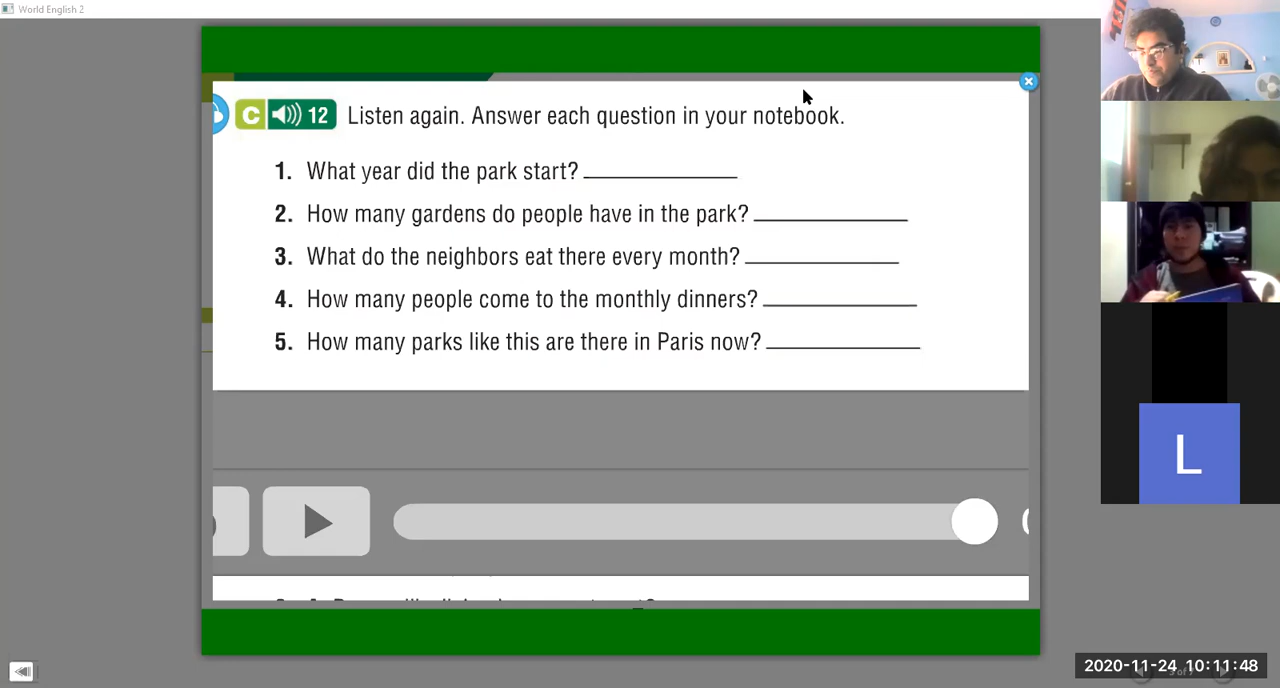 World English 2
C 12 Listen again. Answer each question in your notebook.
1. What year did the park start?
2. How many gardens do people have in the park?
3. What do the neighbors eat there every month?
4. How many people come to the monthly dinners?
5. How many parks like this are there in Paris now?
L
2020-11-24 10:11:48